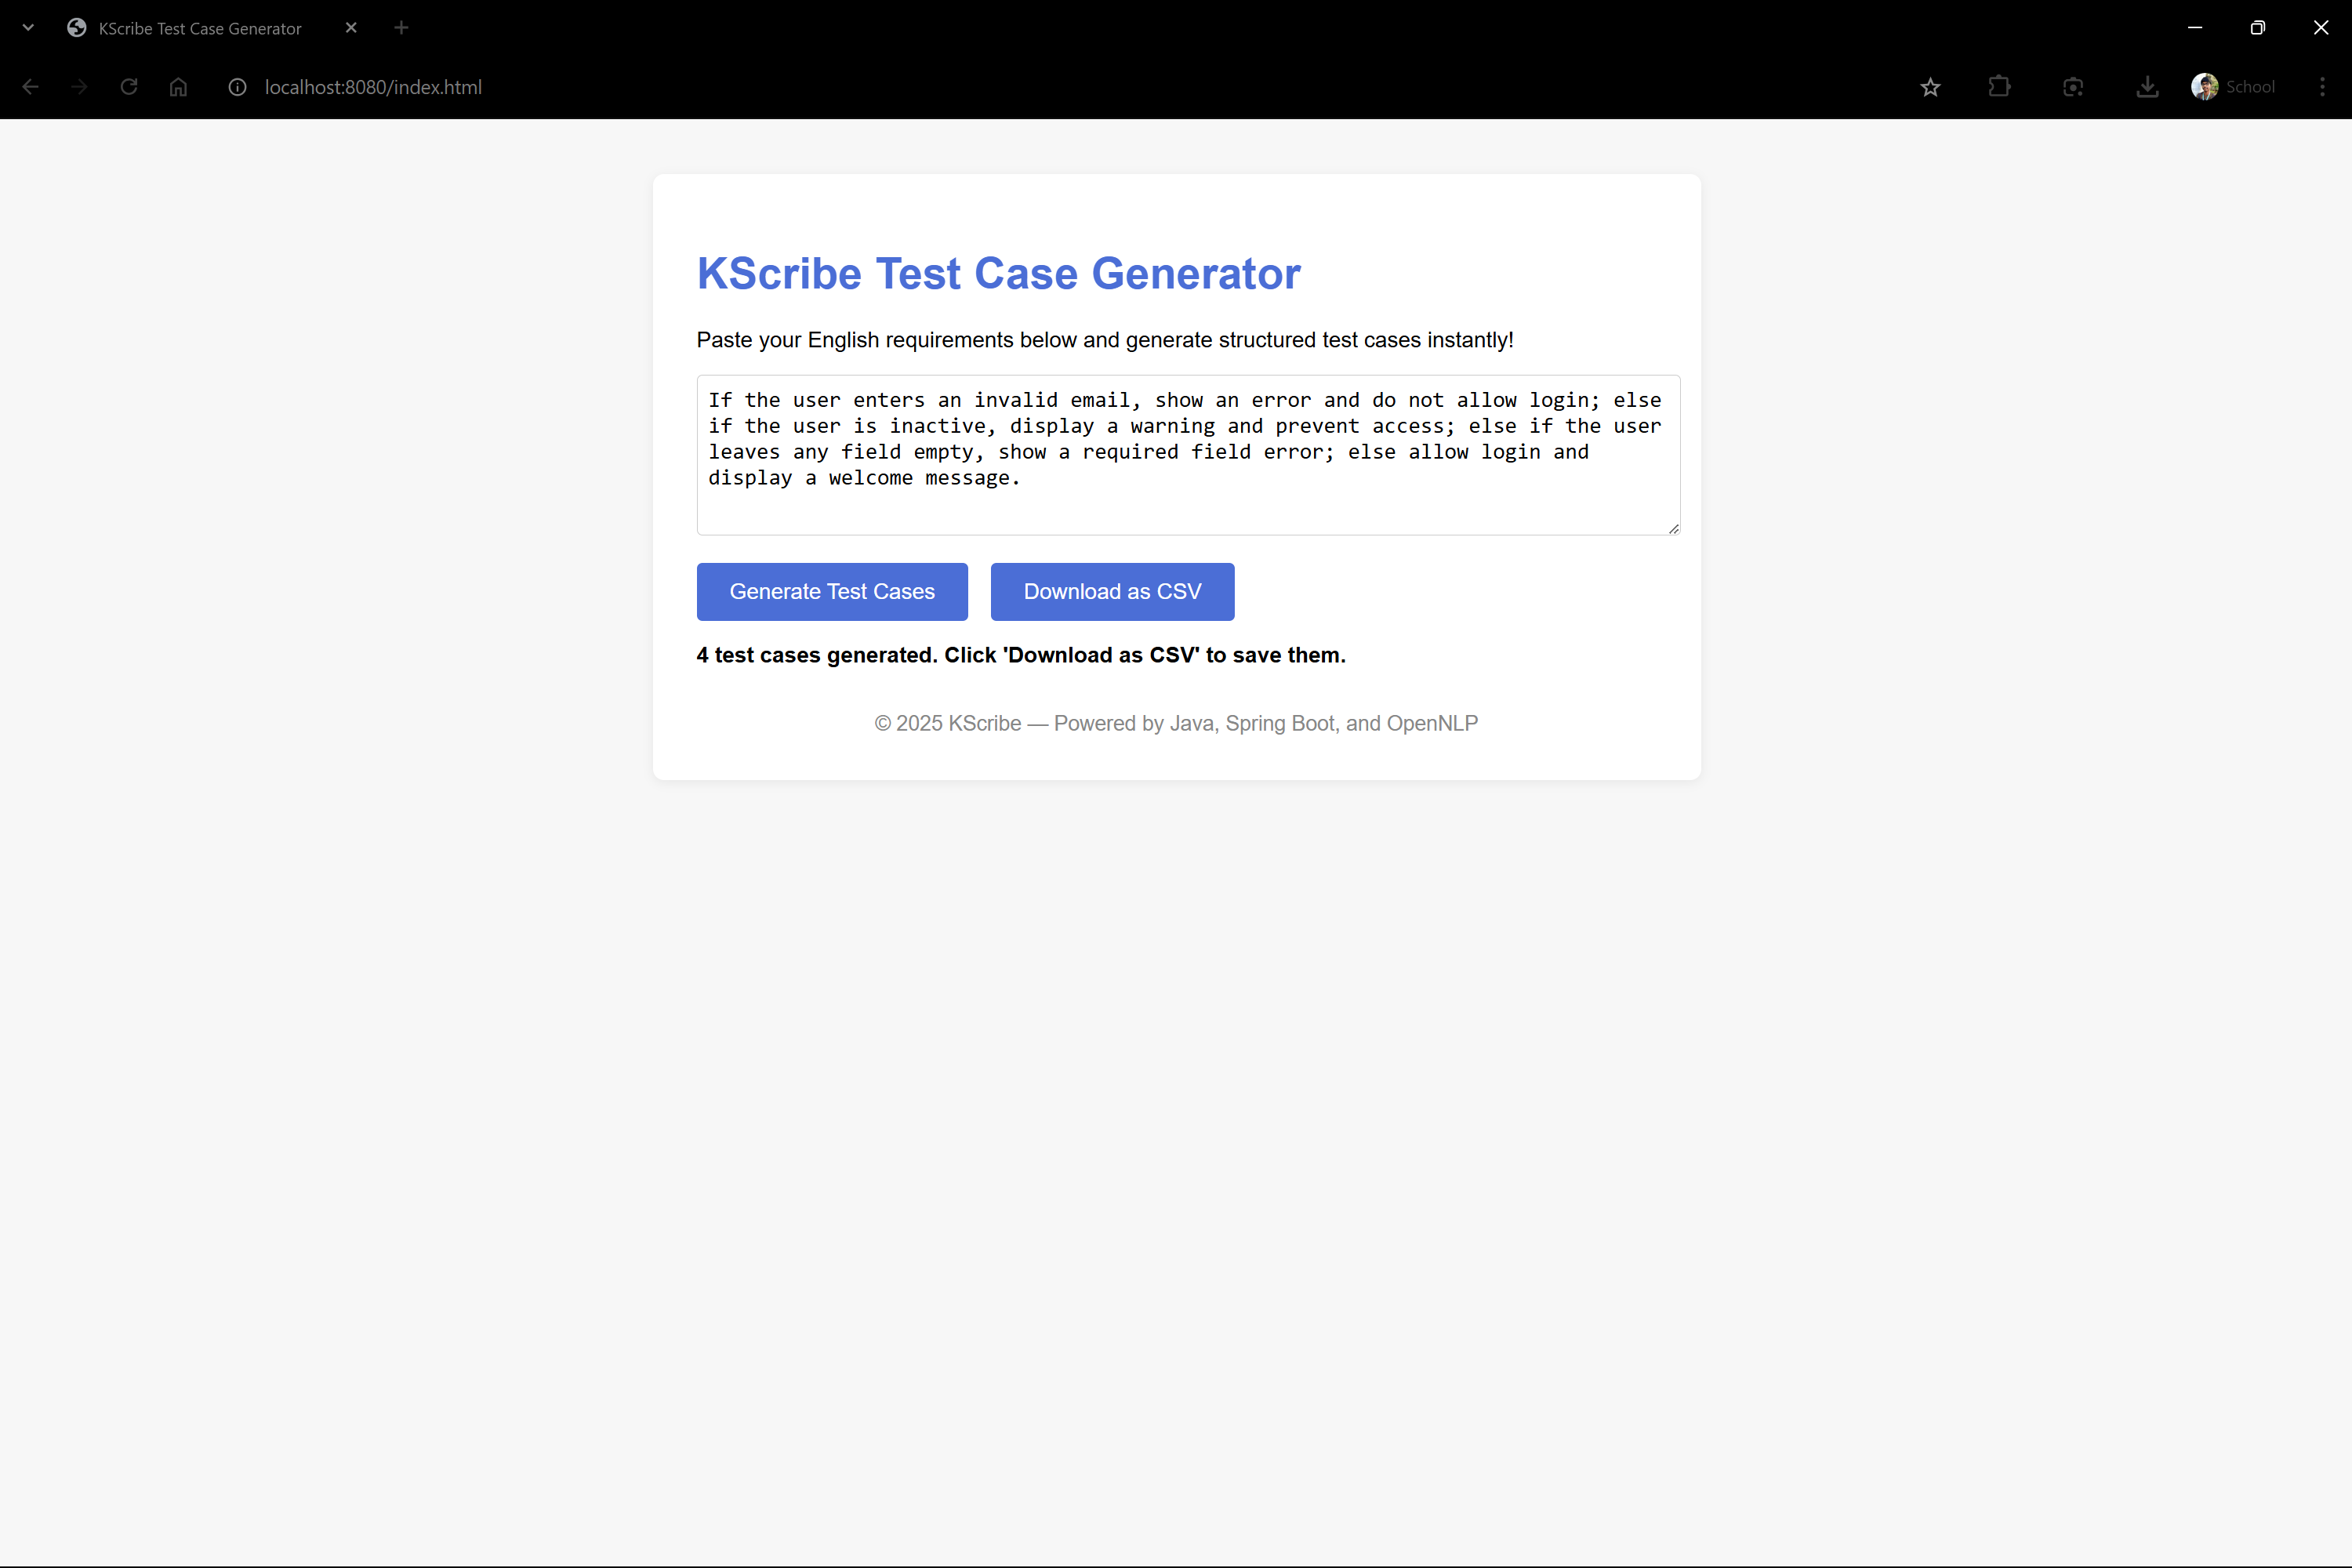 KScribe Test Case Generator
localhost:8080/index.html
School
KScribe Test Case Generator
Paste your English requirements below and generate structured test cases instantly!
If the user enters an invalid email, show an error and do not allow login; else
if the user is inactive, display a warning and prevent access; else if the user
leaves any field empty, show a required field error; else allow login and
display a welcome message.
Generate Test Cases
Download as CSV
4 test cases generated. Click 'Download as CSV' to save them.
© 2025 KScribe — Powered by Java, Spring Boot, and OpenNLP